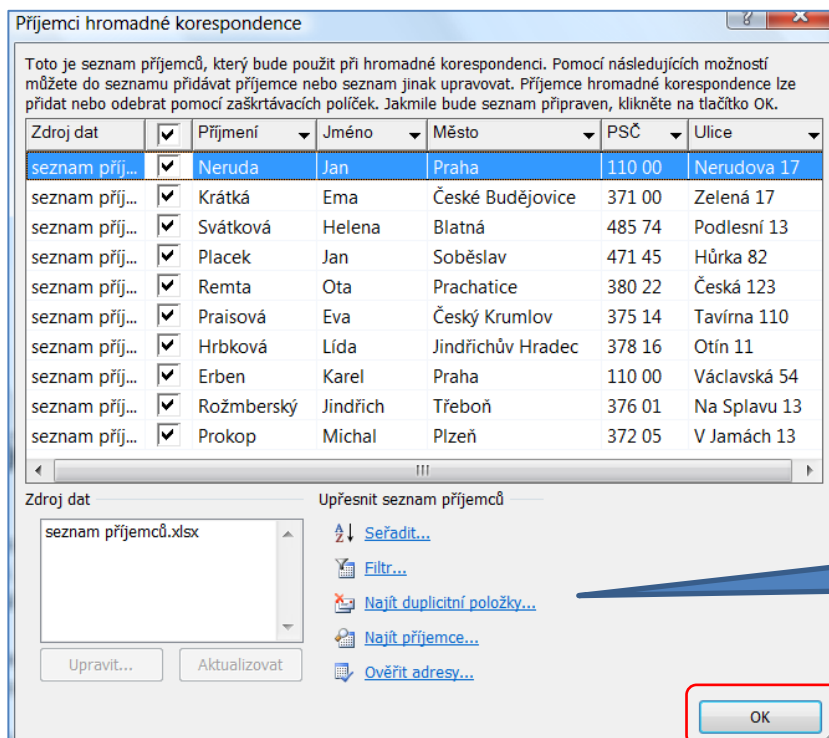 Příjemci hromadné korespondence
Toto je seznam příjemců, který bude použit při hromadné korespondenci. Pomocí následujících možností
můžete do seznamu přidávat příjemce nebo seznam jinak upravovat. Příjemce hromadné korespondence lze
přidat nebo odebrat pomocí zaškrtávacích políček. Jakmile bude seznam připraven, klikněte na tlačítko OK.
Zdroj dat Příjmení Jméno Město PSČ Ulice
seznam příj... Neruda Jan Praha 110 00 Nerudova 17
seznam příj... Krátká Ema České Budějovice 371 00 Zelená 17
seznam příj... Svátková Helena Blatná 485 74 Podlesní 13
seznam příj... Placek Jan Soběslav 471 45 Hůrka 82
seznam příj... Remta Ota Prachatice 380 22 Česká 123
seznam příj... Praisová Eva Český Krumlov 375 14 Tavírna 110
seznam příj... Hrbková Lída Jindřichův Hradec 378 16 Otín 11
seznam příj... Erben Karel Praha 110 00 Václavská 54
seznam příj... Rožmberský Jindřich Třeboň 376 01 Na Splavu 13
seznam příj... Prokop Michal Plzeň 372 05 V Jamách 13
Zdroj dat
seznam příjemců.xlsx
Upravit... Aktualizovat
Upřesnit seznam příjemců
Seřadit...
Filtr...
Najít duplicitní položky...
Najít příjemce...
Ověřit adresy...
OK